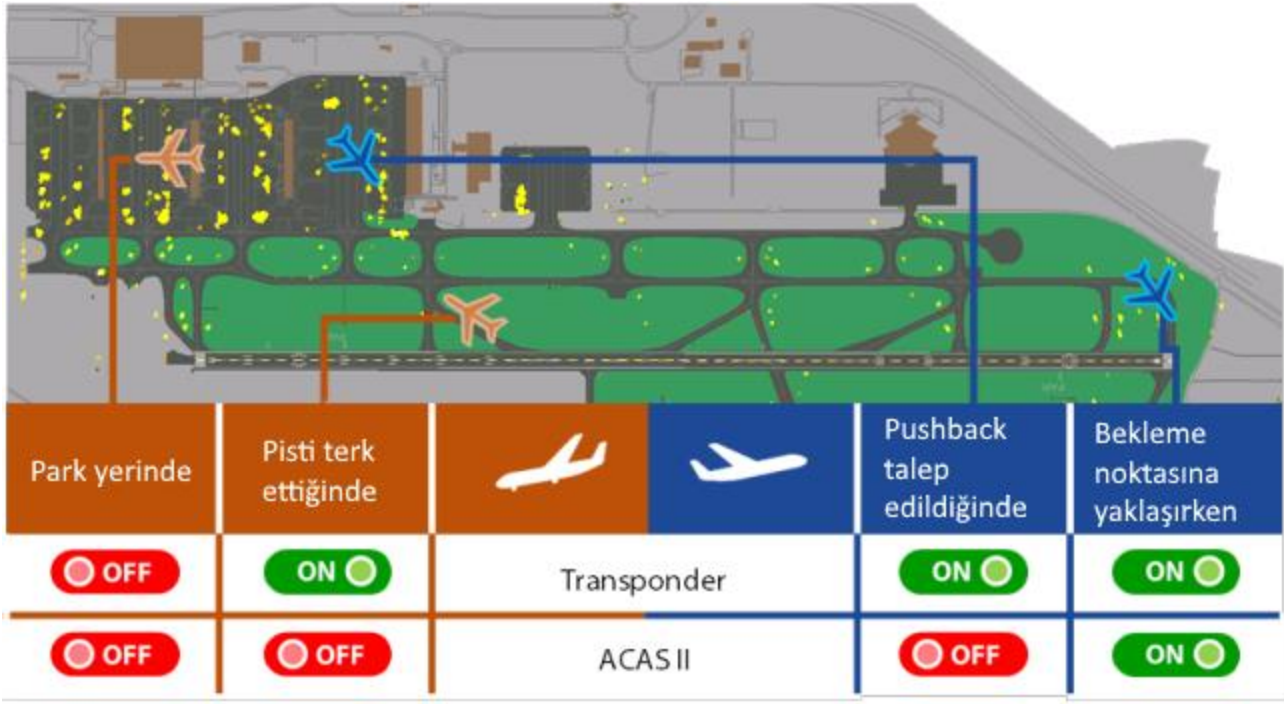 Park yerinde
Pisti terk
ettiğinde
Pushback
talep
edildiğinde
Bekleme
noktasına
yaklaşırken
OFF
ON
Transponder
ON
ON
OFF
OFF
ACAS II
OFF
ON